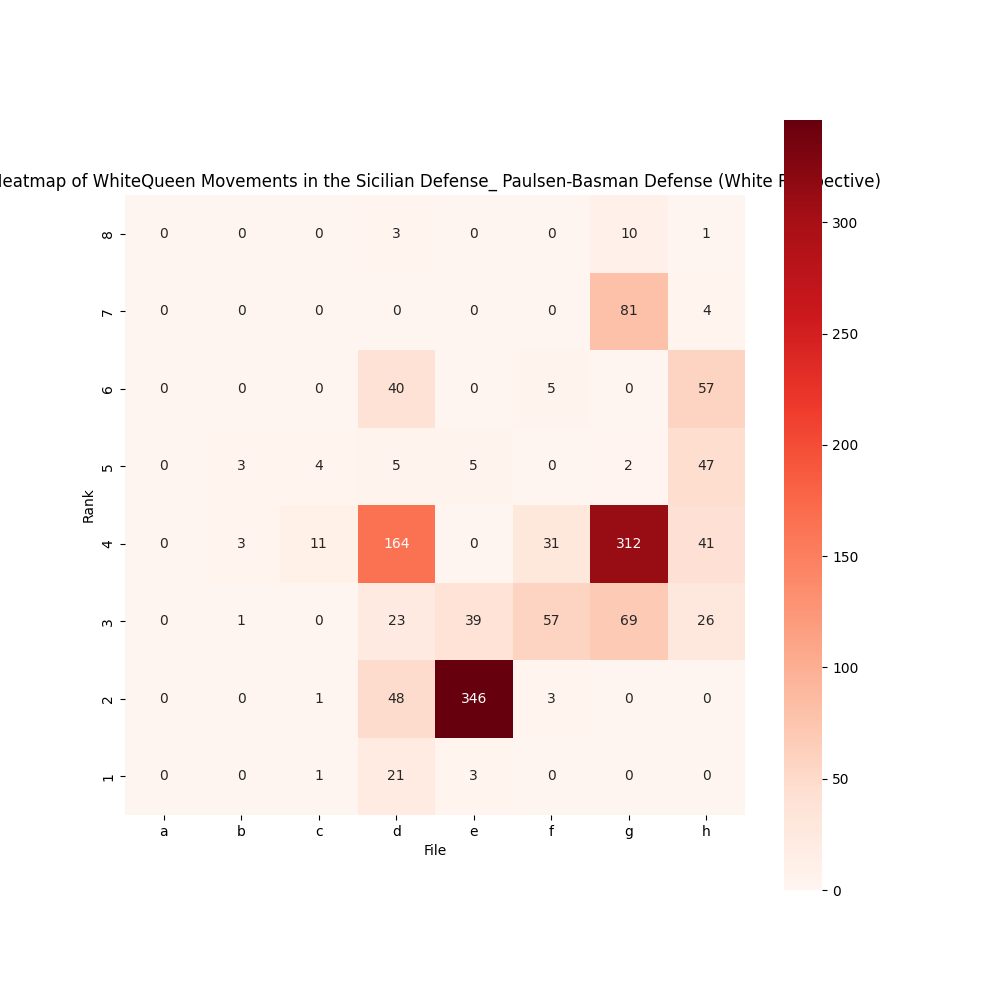 eatmap of WhiteQueen Movements in the Sicilian Defense_ Paulsen-Basman Defense (White P pective)
8 0 0 0 3 0 0 10 1
7 0 0 0 0 0 0 81 4
6 0 0 0 40 0 5 0 57
5 0 3 4 5 5 0 2 47
4 0 3 11 164 0 31 312 41
3 0 1 0 23 39 57 69 26
2 0 0 1 48 346 3 0 0
1 0 0 1 21 3 0 0 0
a b c d e f g h
File
Rank
300
250
200
150
100
50
0